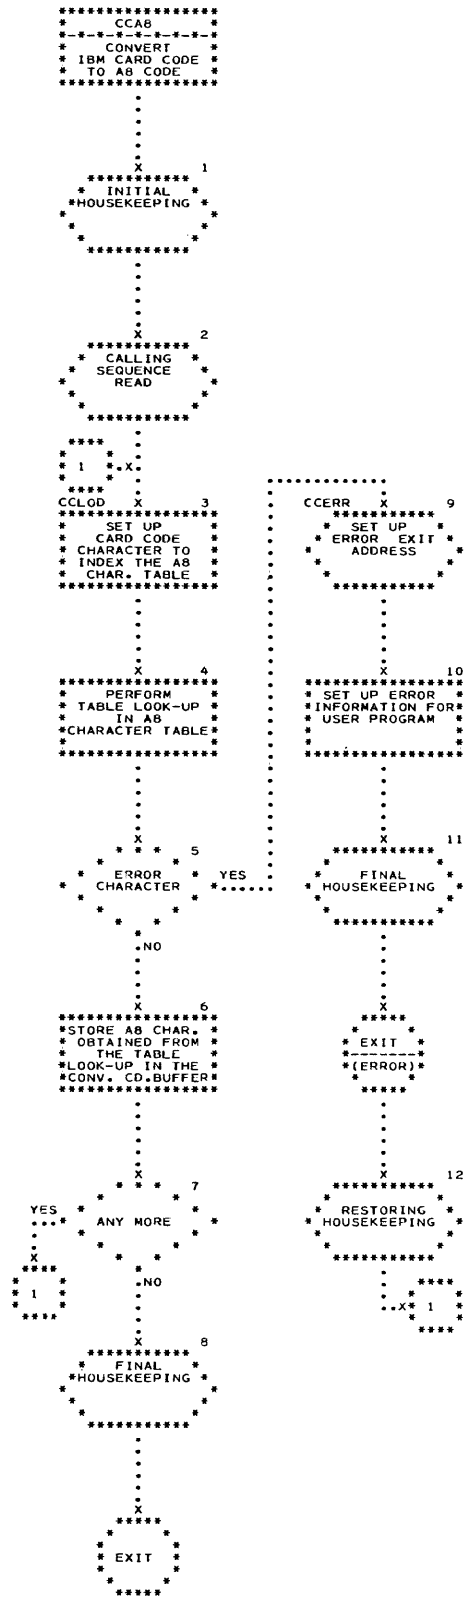 CCA8
CONVERT
IBM CARD CODE
TO A8 CODE
1
INITIAL
HOUSEKEEPING
2
CALLING
SEQUENCE
READ
1
CCLOD
3
SET UP
CARD CODE
CHARACTER TO
INDEX THE A8
CHAR. TABLE
4
PERFORM
TABLE LOOK-UP
IN A8
CHARACTER TABLE
5
ERROR
CHARACTER
YES
NO
6
STORE A8 CHAR.
OBTAINED FROM
THE TABLE
LOOK-UP IN THE
CONV. CD.BUFFER
7
ANY MORE
YES
1
NO
8
FINAL
HOUSEKEEPING
EXIT
CCERR
9
SET UP
ERROR EXIT
ADDRESS
10
SET UP ERROR
INFORMATION FOR
USER PROGRAM
11
FINAL
HOUSEKEEPING
EXIT
(ERROR)
12
RESTORING
HOUSEKEEPING
1